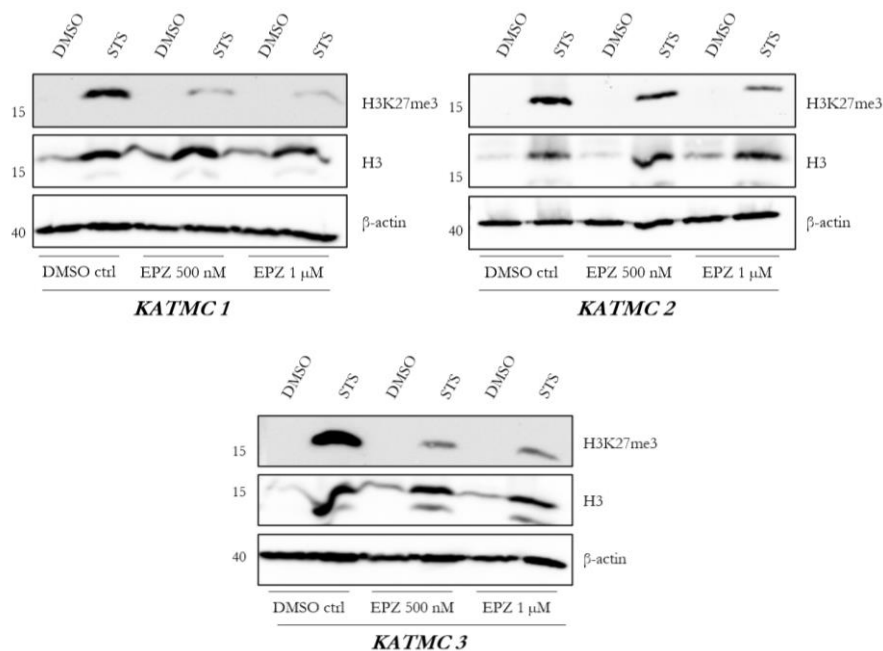 DMSO STS DMSO STS DMSO STS
15 H3K27me3
15 H3
40 β-actin
DMSO ctrl EPZ 500 nM EPZ 1 μM
KATMC 1
DMSO STS DMSO STS DMSO STS
15 H3K27me3
15 H3
40 β-actin
DMSO ctrl EPZ 500 nM EPZ 1 μM
KATMC 2
DMSO STS DMSO STS DMSO STS
15 H3K27me3
15 H3
40 β-actin
DMSO ctrl EPZ 500 nM EPZ 1 μM
KATMC 3